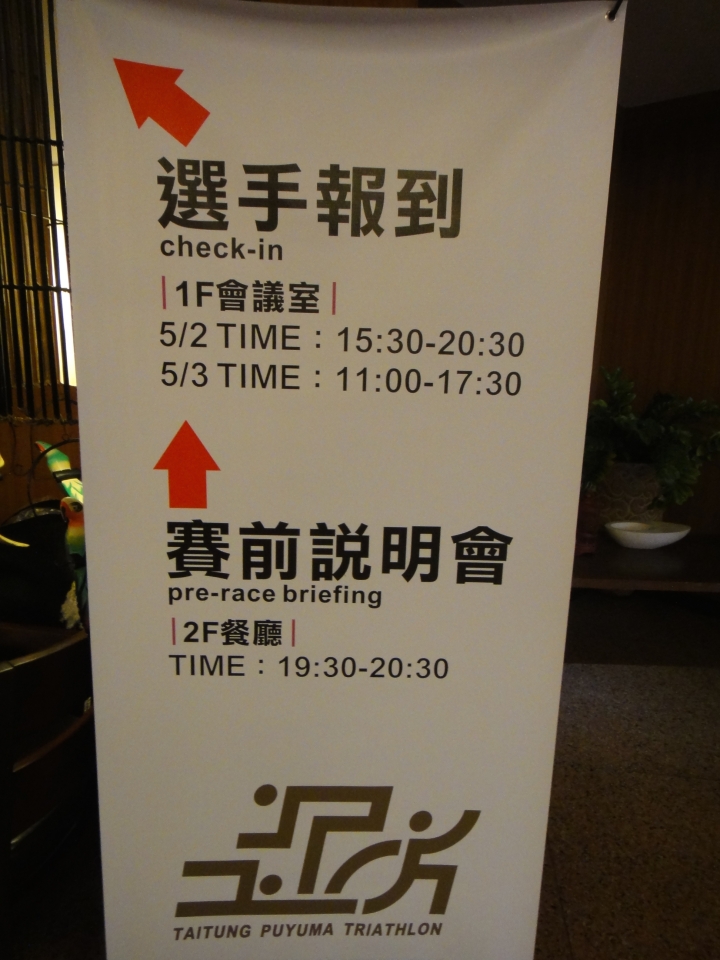 選手報到
check-in
|1F會議室|
5/2 TIME：15:30-20:30
5/3 TIME：11:00-17:30
賽前説明會
pre-race briefing
|2F餐廳|
TIME：19:30-20:30
TAITUNG PUYUMA TRIATHLON